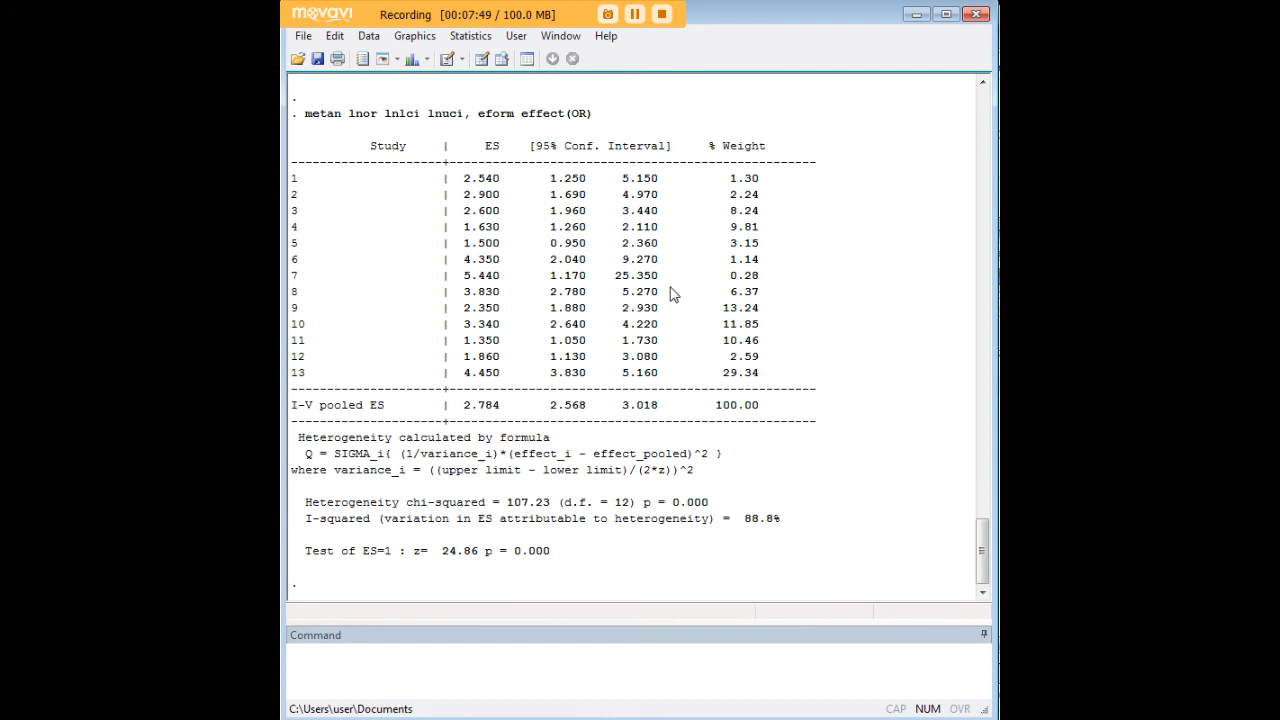 movavi Recording [00:07:49 / 100.0 MB]
File Edit Data Graphics Statistics User Window Help
.
. metan lnor lnlci lnuci, eform effect(OR)
Study | ES [95% Conf. Interval] % Weight
---------------------+---------------------------------------------------
1 | 2.540 1.250 5.150 1.30
2 | 2.900 1.690 4.970 2.24
3 | 2.600 1.960 3.440 8.24
4 | 1.630 1.260 2.110 9.81
5 | 1.500 0.950 2.360 3.15
6 | 4.350 2.040 9.270 1.14
7 | 5.440 1.170 25.350 0.28
8 | 3.830 2.780 5.270 6.37
9 | 2.350 1.880 2.930 13.24
10 | 3.340 2.640 4.220 11.85
11 | 1.350 1.050 1.730 10.46
12 | 1.860 1.130 3.080 2.59
13 | 4.450 3.830 5.160 29.34
---------------------+---------------------------------------------------
I-V pooled ES | 2.784 2.568 3.018 100.00
---------------------+---------------------------------------------------
Heterogeneity calculated by formula
Q = SIGMA_i{ (1/variance_i)*(effect_i - effect_pooled)^2 }
where variance_i = ((upper limit - lower limit)/(2*z))^2
Heterogeneity chi-squared = 107.23 (d.f. = 12) p = 0.000
I-squared (variation in ES attributable to heterogeneity) = 88.8%
Test of ES=1 : z= 24.86 p = 0.000
.
Command
C:\Users\user\Documents CAP NUM OVR